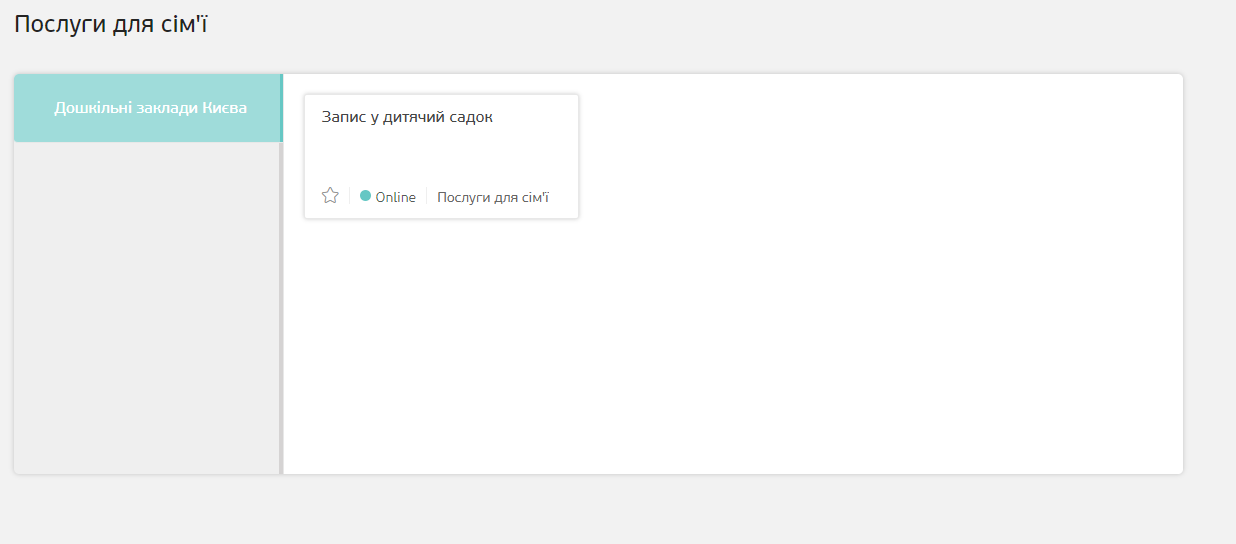 Послуги для сім'ї
Дошкільні заклади Києва
Запис у дитячий садок
Online Послуги для сім'ї